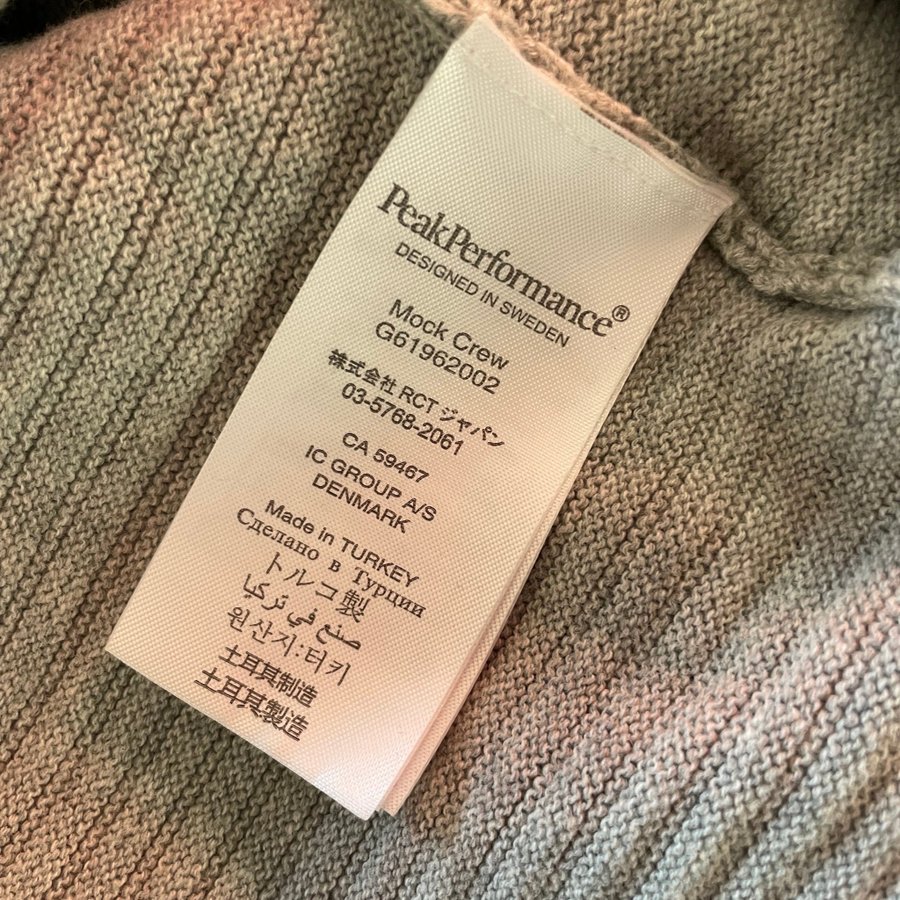 PeakPerformance®
DESIGNED IN SWEDEN
Mock Crew
G61962002
株式会社 RCT ジャパン
03-5768-2061
CA 59467
IC GROUP A/S
DENMARK
Made in TURKEY
Сделано в Турции
トルコ製
صنع في تركيا
원산지:터키
土耳其制造
土耳其製造